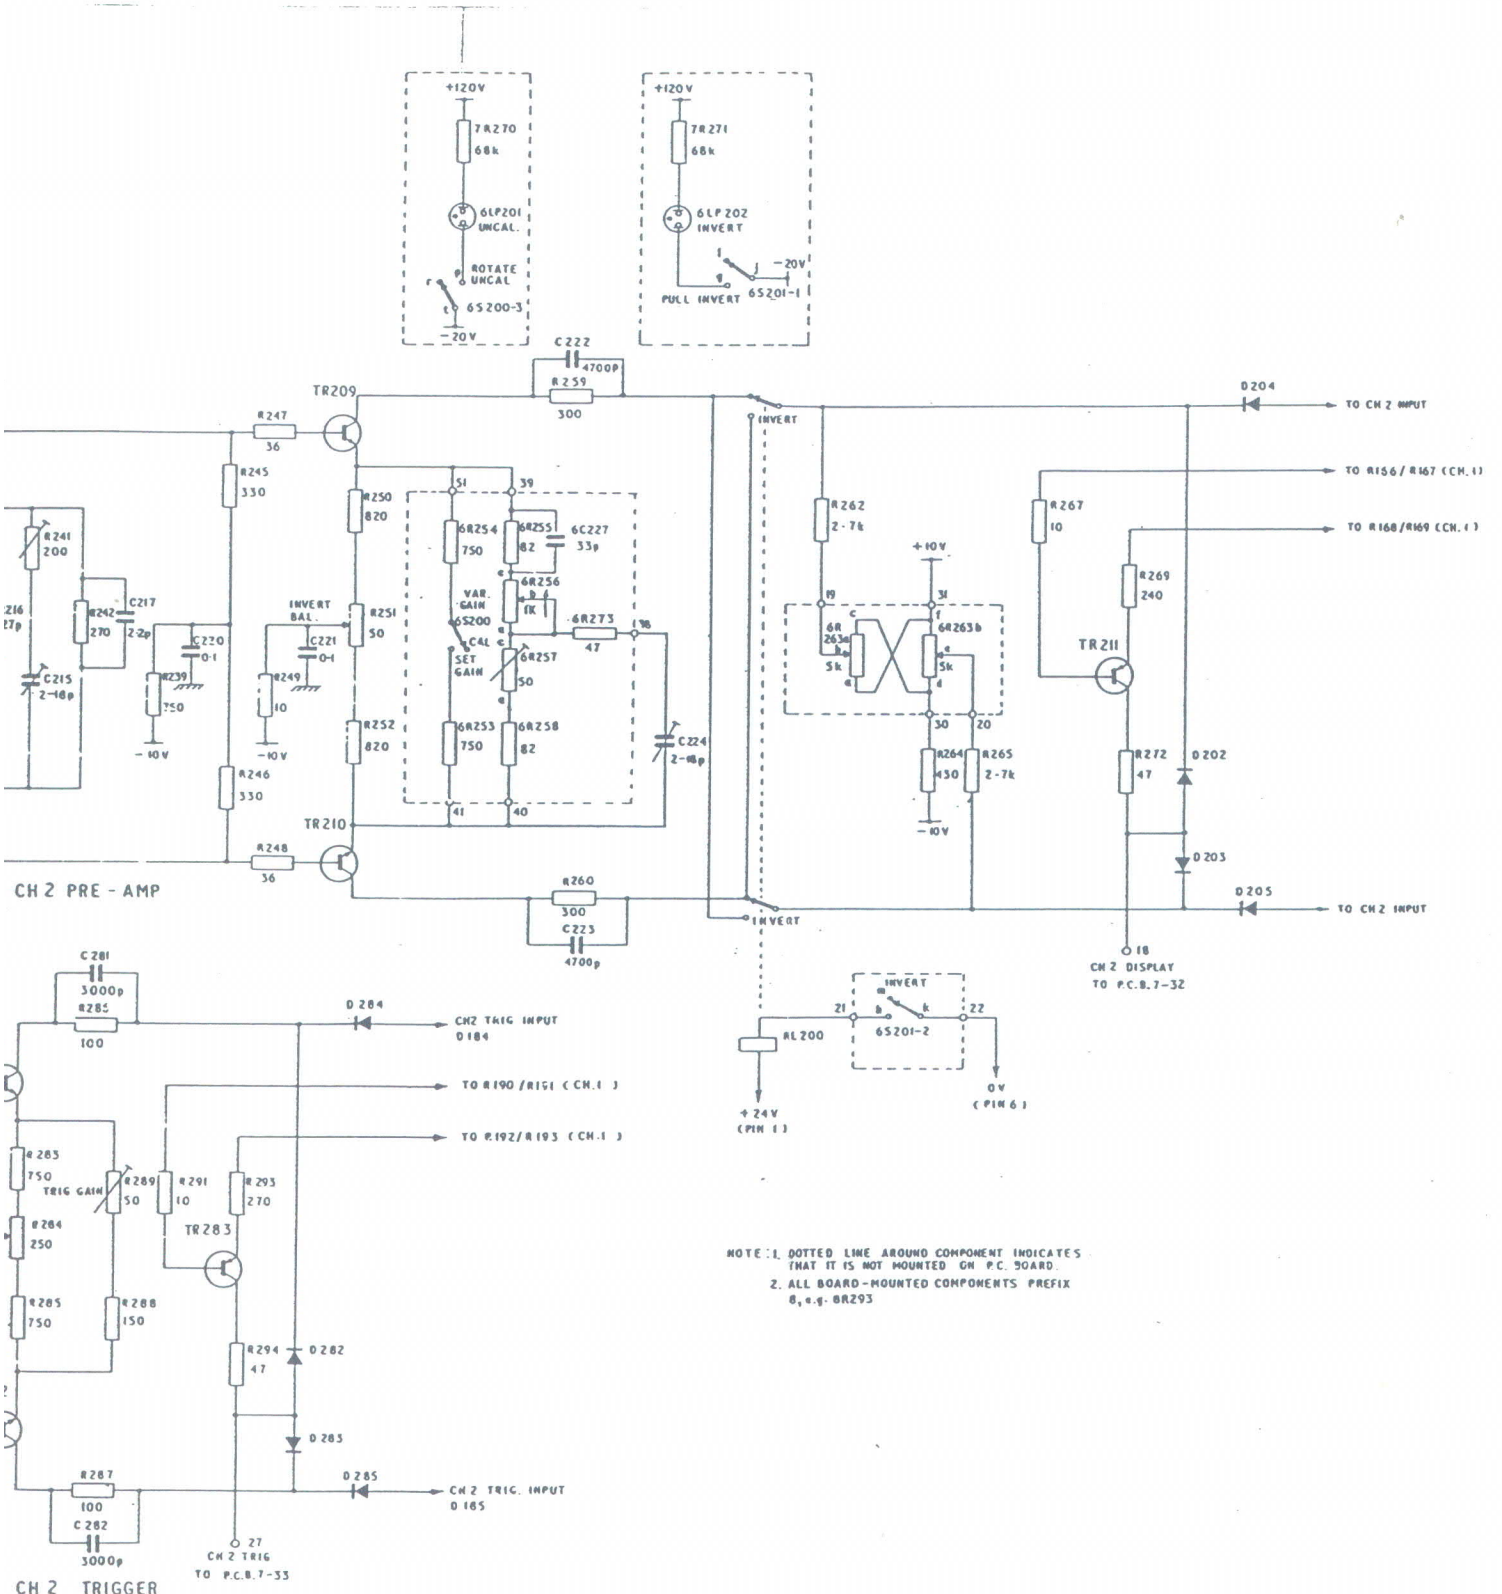 +120V
7R270
68k
6LP201
UNCAL.
ROTATE
UNCAL
r
p
t
6S200-3
-20V
+120V
7R271
68k
6LP202
INVERT
l
j
-20V
q
6S201-1
PULL INVERT
C222
4700p
R259
300
TR209
R247
36
R245
330
R250
820
51
39
6R254
750
6R255
82
6C227
33p
6R256
1K
VAR.
GAIN
6S200
CAL
SET
GAIN
6R257
50
6R273
47
38
6R253
750
6R258
82
41
40
C224
2-18p
R241
200
216
27p
C215
2-18p
R242
270
C217
2·2p
C220
0·1
R239
750
-10V
INVERT
BAL.
C221
0·1
R249
10
-10V
R251
50
R252
820
R246
330
TR210
R248
36
CH 2 PRE - AMP
R260
300
C223
4700p
INVERT
INVERT
R262
2·7k
19
31
+10V
6R
263a
5k
c
b
a
6R263b
5k
f
e
d
30
20
R264
430
R265
2·7k
-10V
D204
TO CH 2 INPUT
TO R156 / R167 (CH.1)
R267
10
TO R168/R169 (CH.1)
R269
240
TR211
R272
47
D202
D203
D205
TO CH 2 INPUT
18
CH 2 DISPLAY
TO P.C.B. 7-32
INVERT
m
h
k
21
22
6S201-2
RL200
+ 24V
(PIN 1)
0V
(PIN 6)
C 281
3000p
R285
100
D 284
CH2 TRIG INPUT
D184
TO R190 /R191 (CH.1)
TO R192/R193 (CH.1)
R283
750
TRIG GAIN
R289
50
R291
10
R293
270
R284
250
TR283
R285
750
R288
150
R294
47
D282
D283
R287
100
C 282
3000p
D285
CH 2 TRIG. INPUT
D185
27
CH 2 TRIG
TO P.C.B. 7-33
CH 2 TRIGGER
NOTE: 1. DOTTED LINE AROUND COMPONENT INDICATES
THAT IT IS NOT MOUNTED ON P.C. BOARD.
2. ALL BOARD-MOUNTED COMPONENTS PREFIX
8, e.g. 8R293